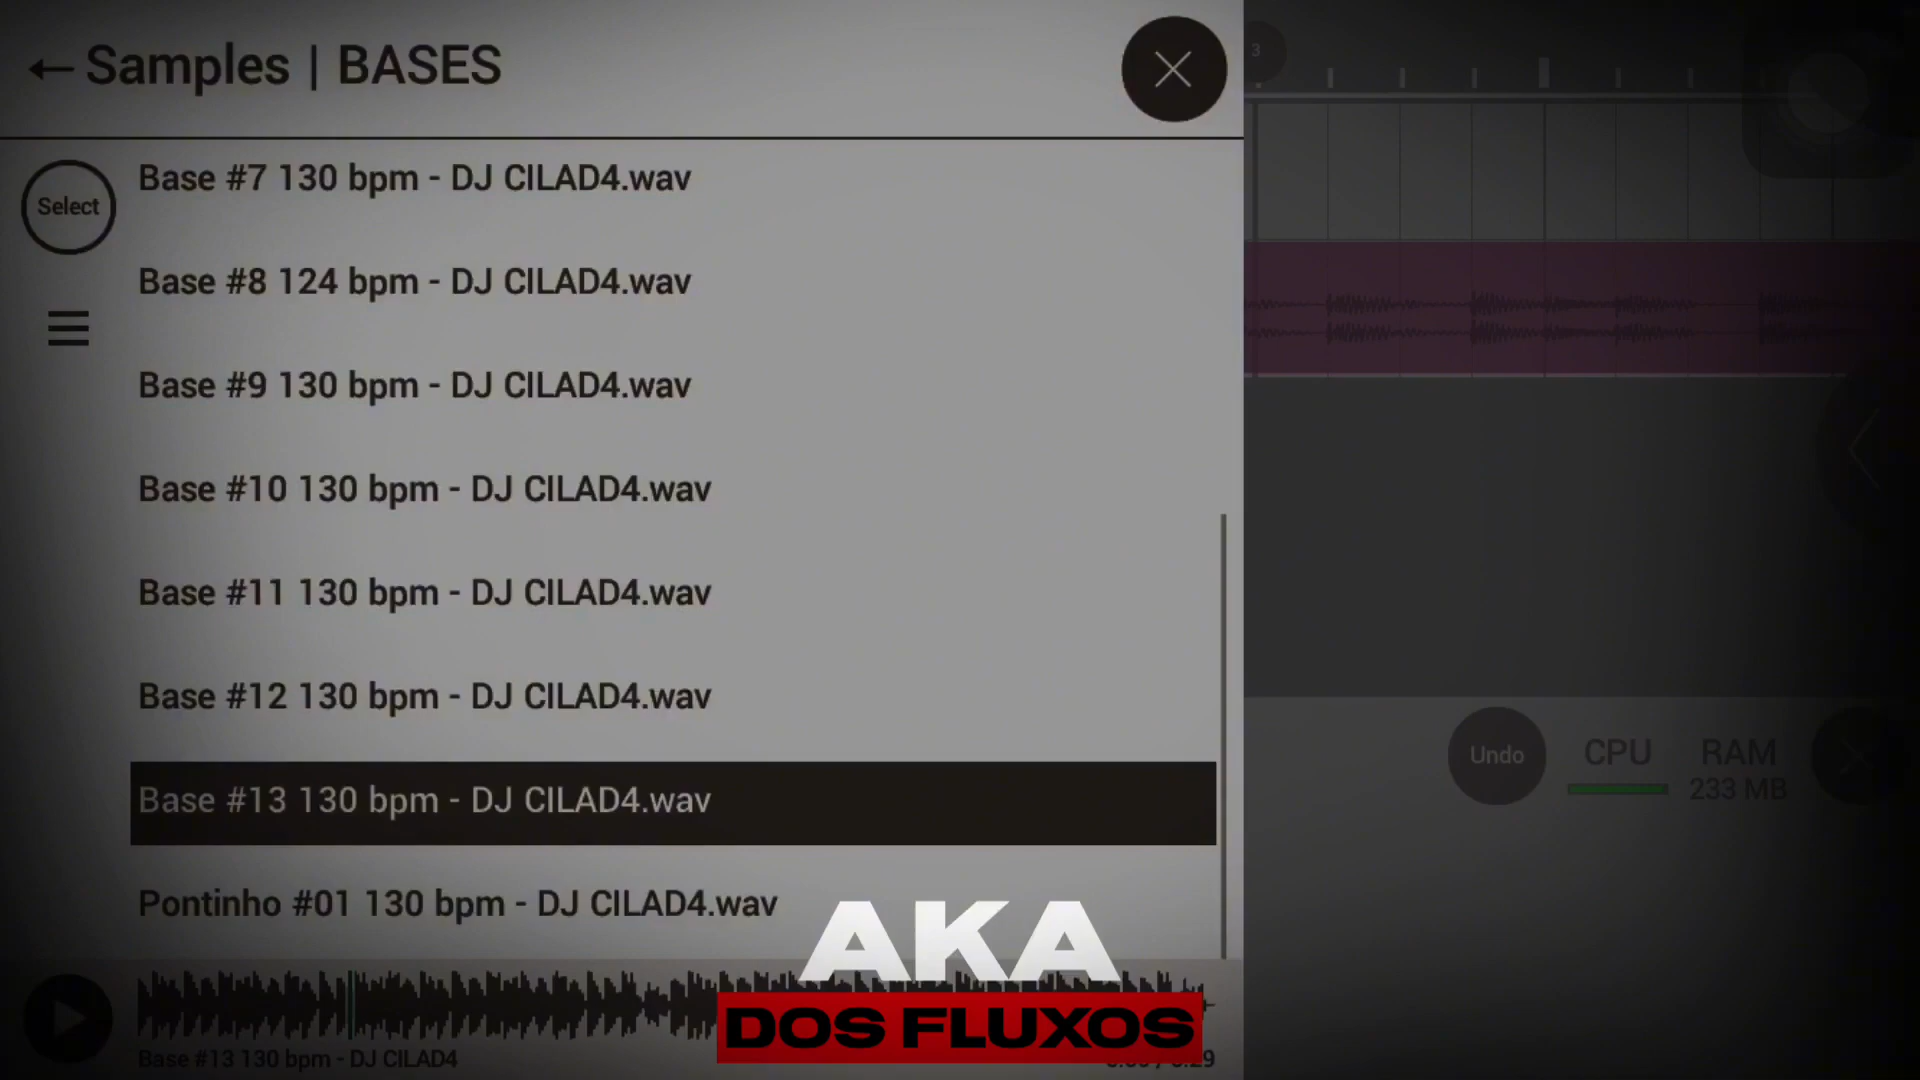 ← Samples | BASES
3
Select
Base #7 130 bpm - DJ CILAD4.wav
Base #8 124 bpm - DJ CILAD4.wav
Base #9 130 bpm - DJ CILAD4.wav
Base #10 130 bpm - DJ CILAD4.wav
Base #11 130 bpm - DJ CILAD4.wav
Base #12 130 bpm - DJ CILAD4.wav
Base #13 130 bpm - DJ CILAD4.wav
Pontinho #01 130 bpm - DJ CILAD4.wav
Undo
CPU
RAM
233 MB
AKA
DOS FLUXOS
Base #13 130 bpm - DJ CILAD4